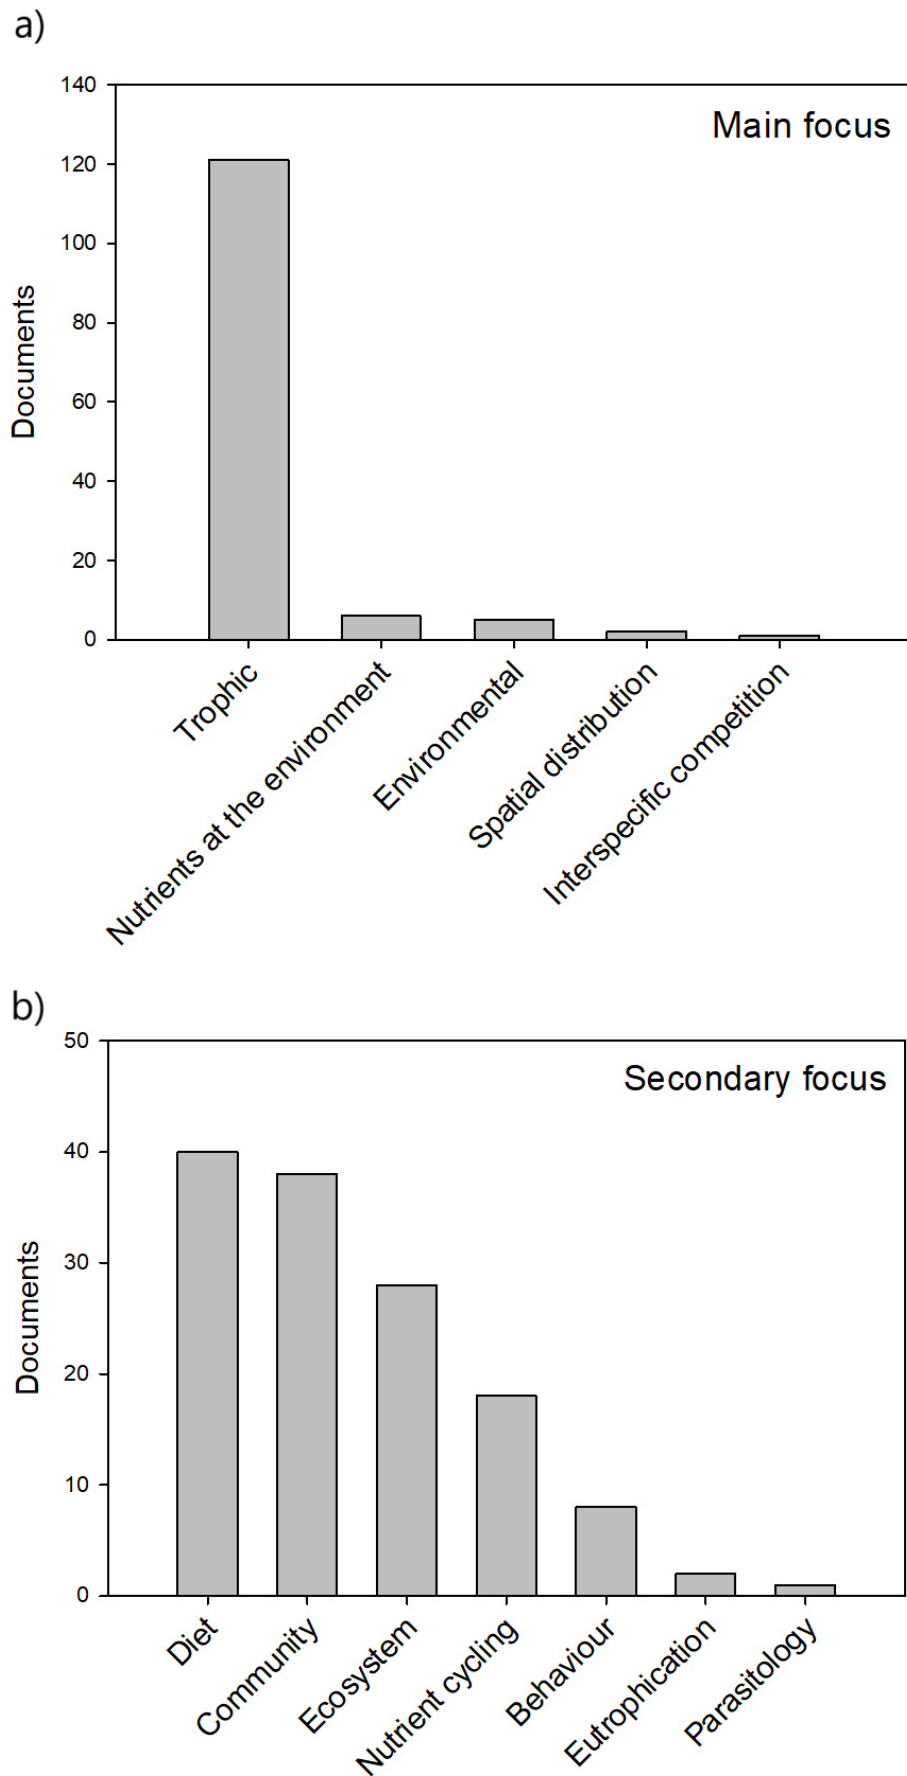 a)
Main focus
140
120
100
80
60
40
20
0
Documents
Trophic
Nutrients at the environment
Environmental
Spatial distribution
Interspecific competition
b)
Secondary focus
50
40
30
20
10
0
Documents
Diet
Community
Ecosystem
Nutrient cycling
Behaviour
Eutrophication
Parasitology